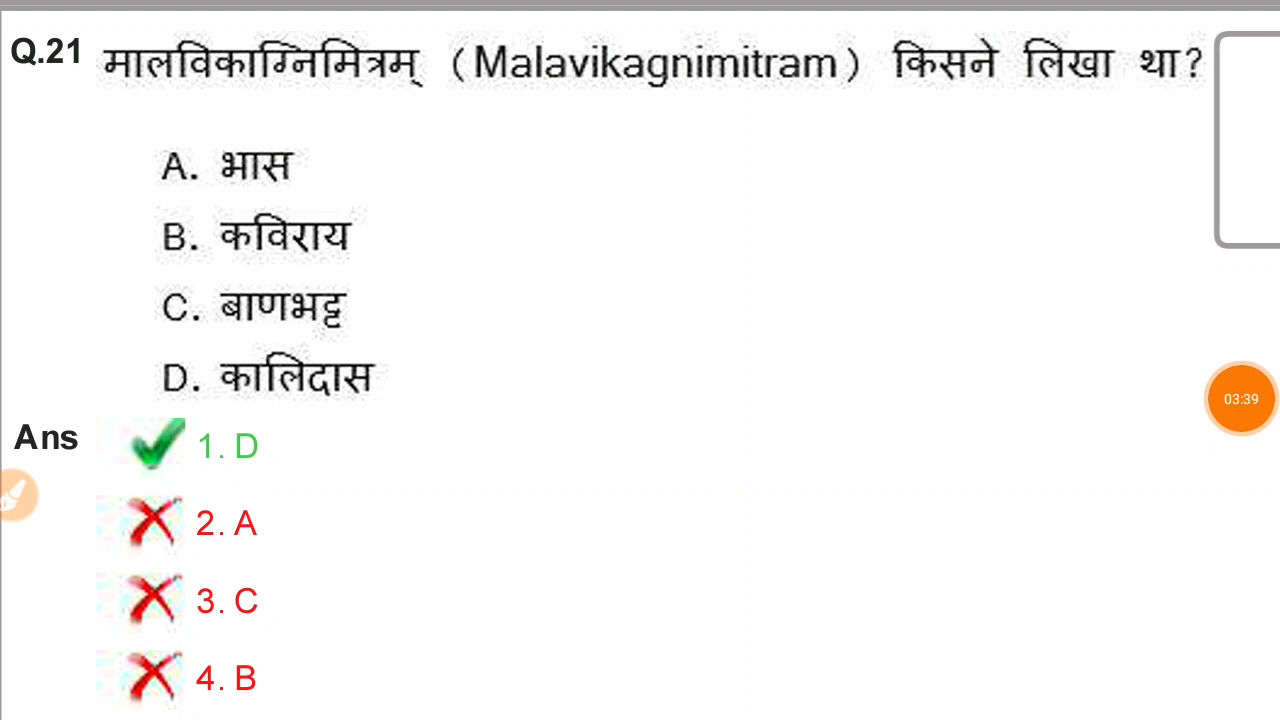 Q.21 मालविकाग्निमित्रम् (Malavikagnimitram) किसने लिखा था?
A. भास
B. कविराय
C. बाणभट्ट
D. कालिदास
Ans 1. D
2. A
3. C
4. B
03:39